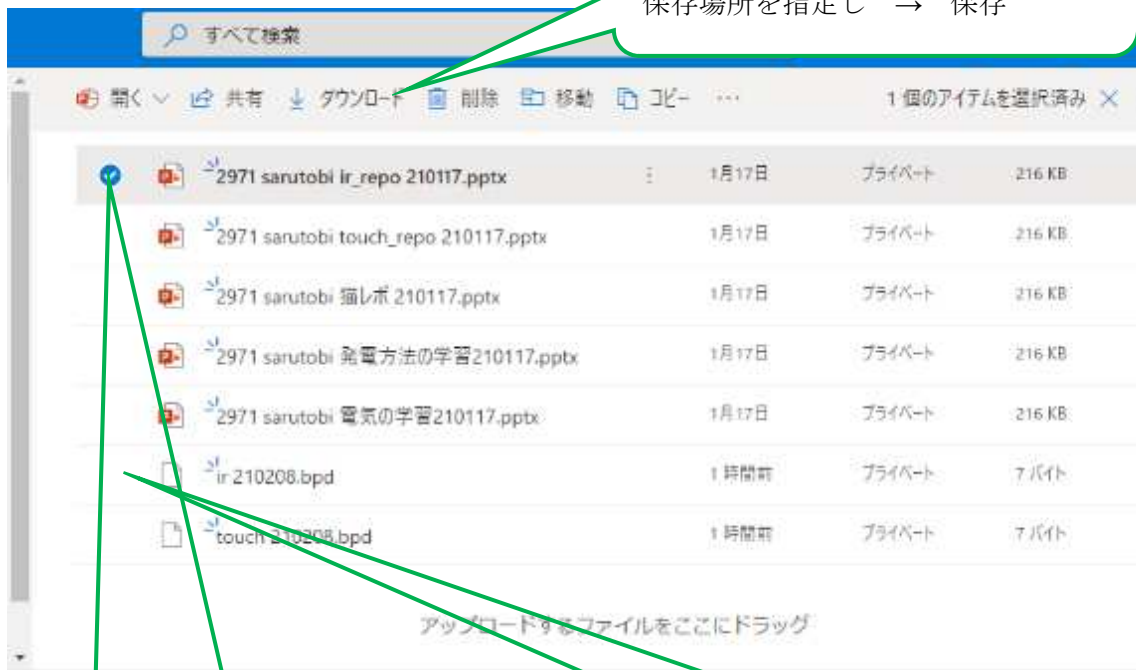 保存場所を指定し → 保存
すべて検索
開く 共有 ダウンロード 削除 移動 コピー … 1 個のアイテムを選択済み ×
2971 sarutobi ir_repo 210117.pptx 1月17日 プライベート 216 KB
2971 sarutobi touch_repo 210117.pptx 1月17日 プライベート 216 KB
2971 sarutobi 猫レポ 210117.pptx 1月17日 プライベート 216 KB
2971 sarutobi 発電方法の学習210117.pptx 1月17日 プライベート 216 KB
2971 sarutobi 電気の学習210117.pptx 1月17日 プライベート 216 KB
ir 210208.bpd 1 時間前 プライベート 7 バイト
touch 210208.bpd 1 時間前 プライベート 7 バイト
アップロードするファイルをここにドラッグ